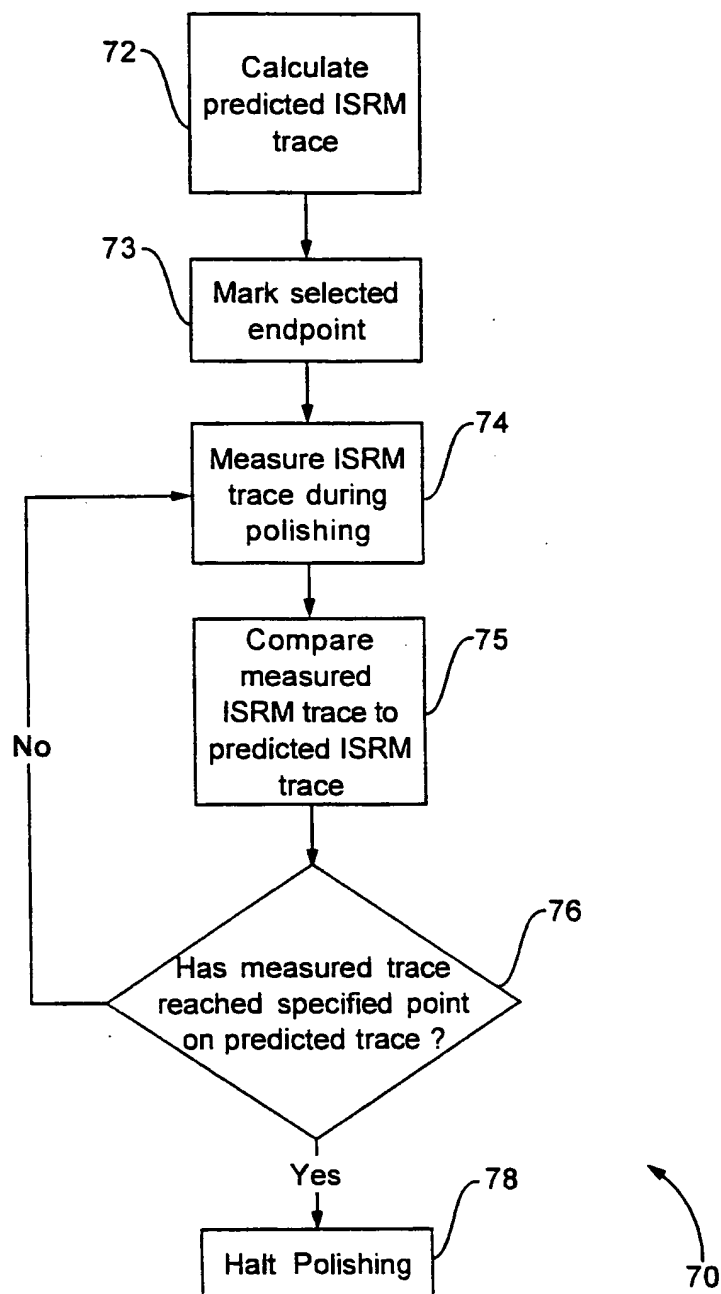 72
Calculate
predicted ISRM
trace
73
Mark selected
endpoint
74
Measure ISRM
trace during
polishing
75
Compare
measured
ISRM trace to
predicted ISRM
trace
No
76
Has measured trace
reached specified point
on predicted trace ?
Yes
78
Halt Polishing
70